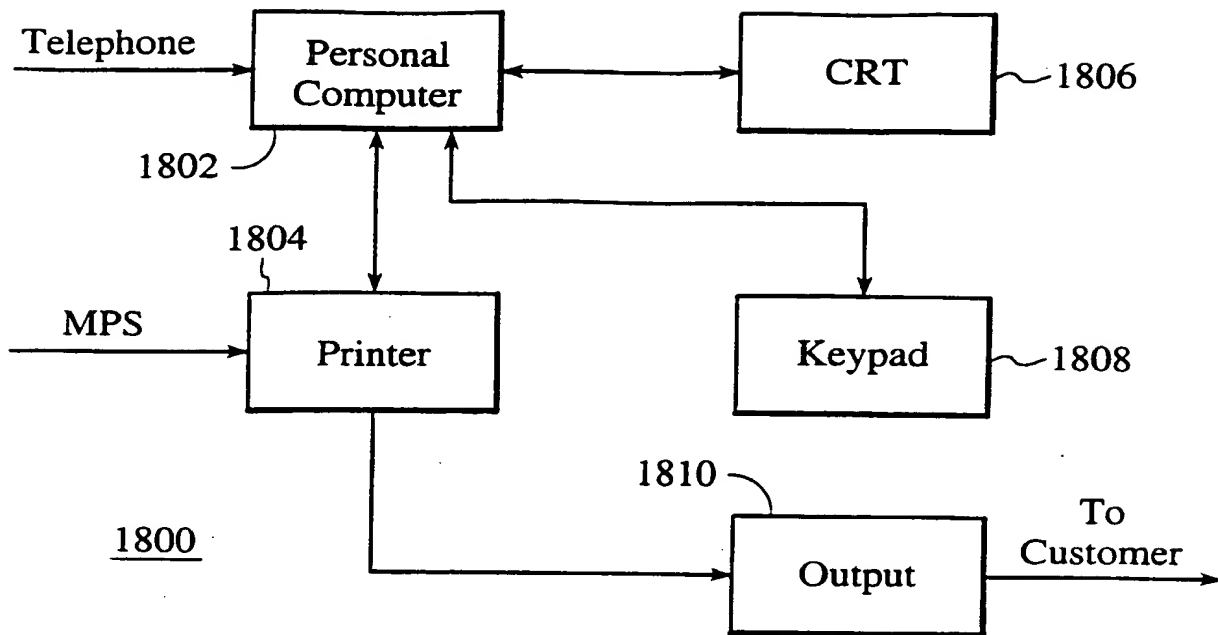 Telephone
Personal
Computer
CRT
1806
1802
1804
MPS
Printer
Keypad
1808
1810
1800
Output
To
Customer